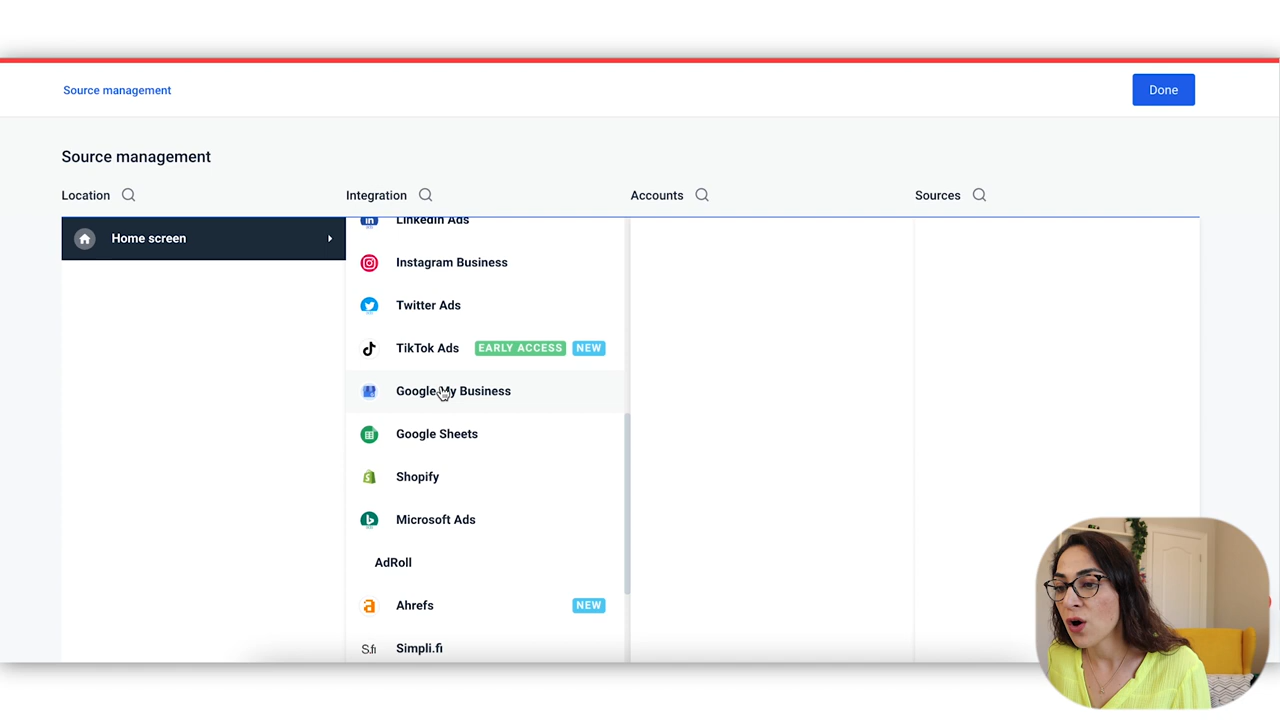 Source management
Done
Source management
Location
Integration
Accounts
Sources
Home screen
LinkedIn Ads
Instagram Business
Twitter Ads
TikTok Ads EARLY ACCESS NEW
Google My Business
Google Sheets
Shopify
Microsoft Ads
AdRoll
Ahrefs NEW
S.fi Simpli.fi